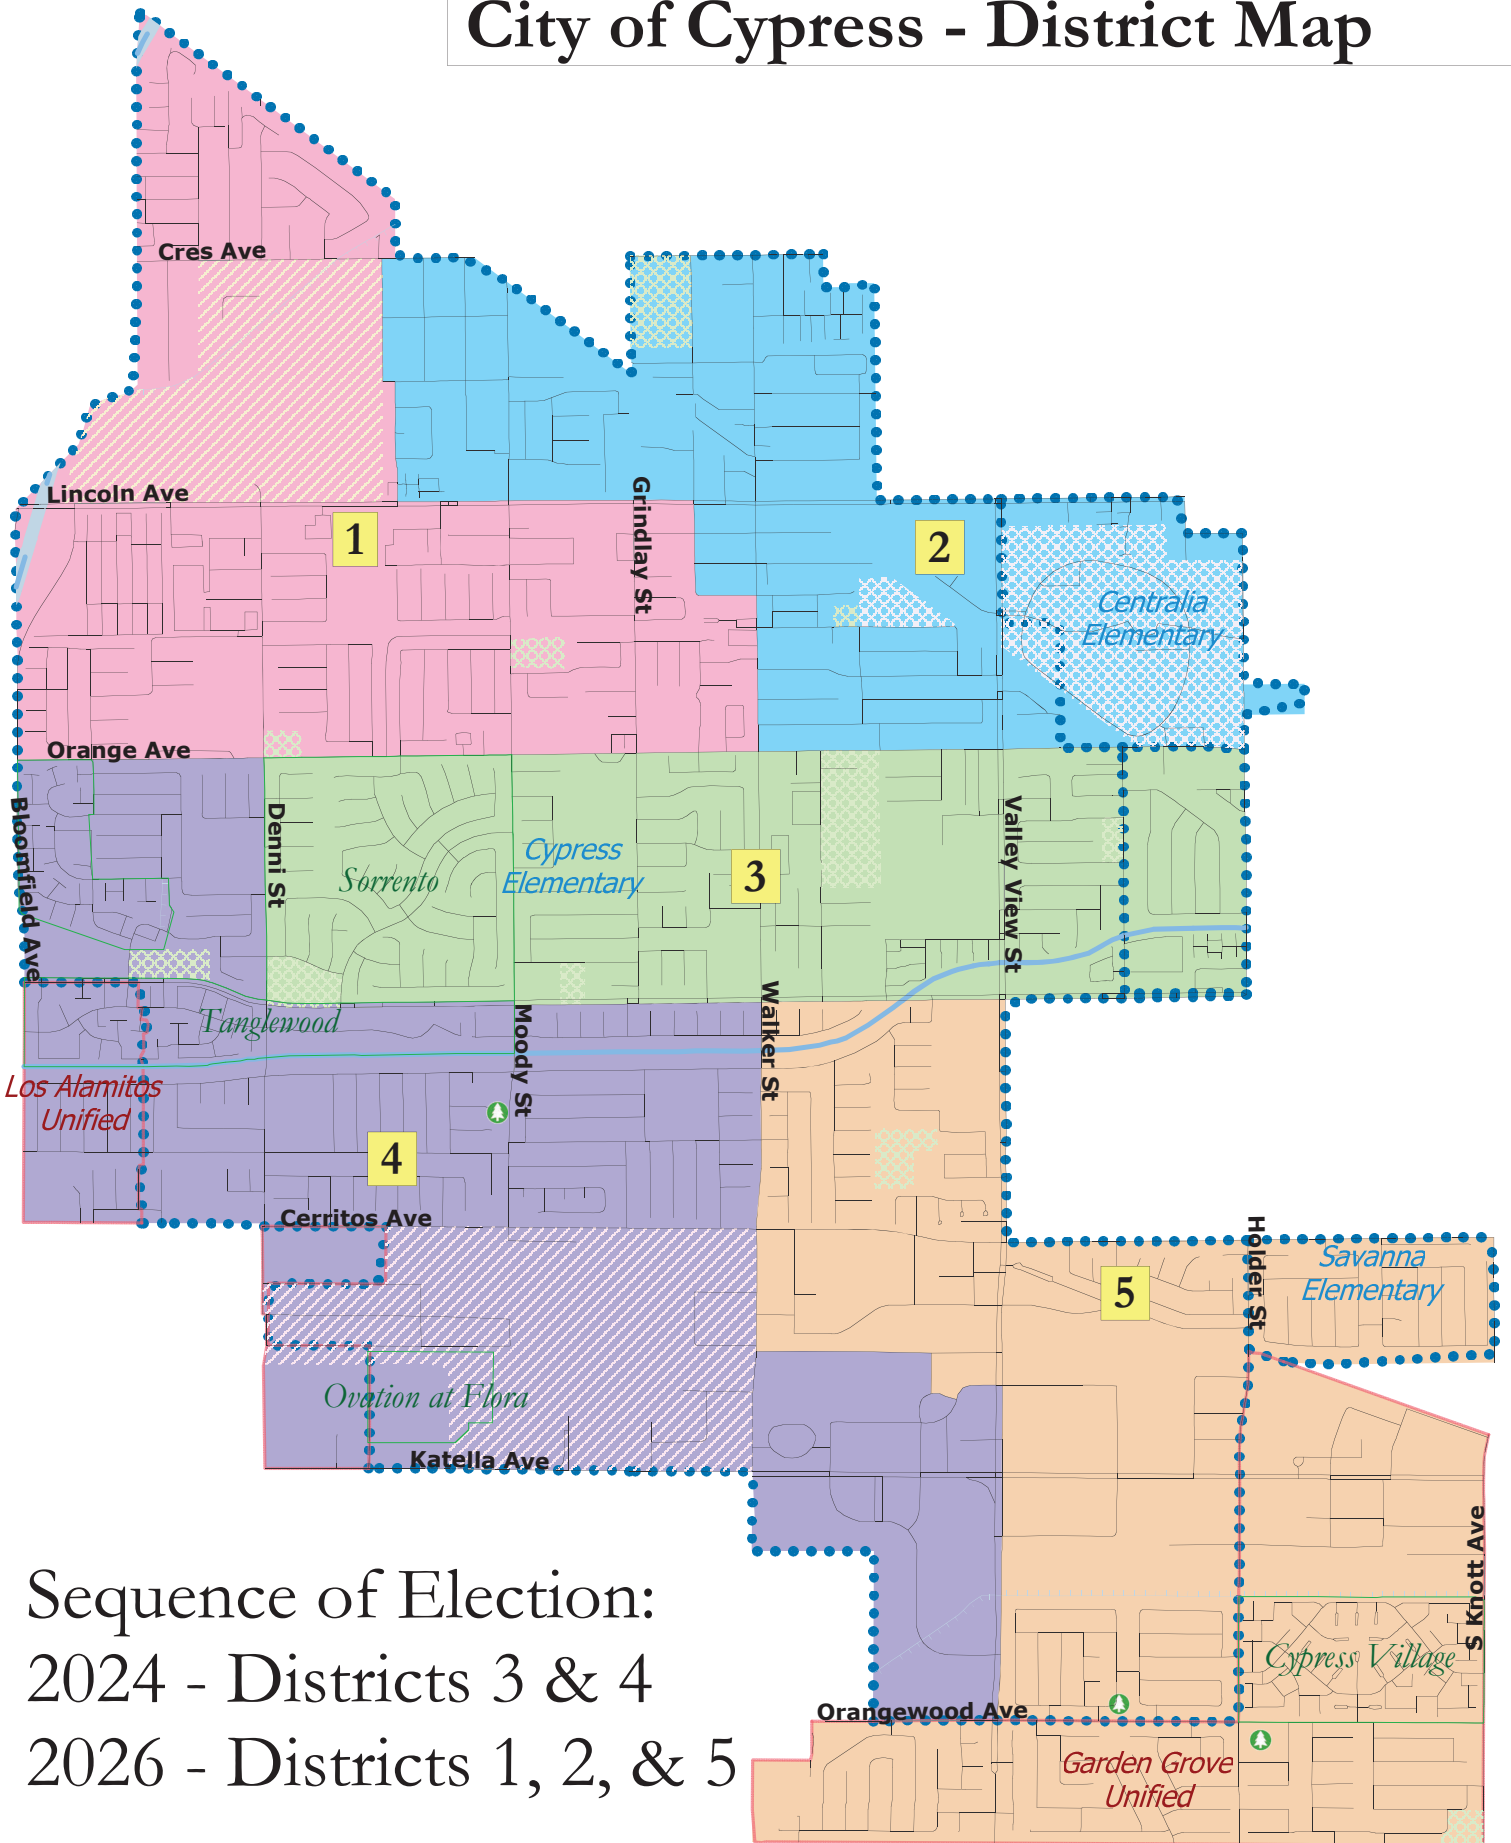 City of Cypress - District Map
Cres Ave
Lincoln Ave
Grindlay St
1
2
Centralia
Elementary
Orange Ave
Bloomfield Ave
Denni St
Sorrento
Cypress
Elementary
3
Valley View St
Tanglewood
Moody St
Walker St
Los Alamitos
Unified
4
Cerritos Ave
Holder St
Savanna
Elementary
5
Ovation at Flora
Katella Ave
S Knott Ave
Cypress Village
Orangewood Ave
Garden Grove
Unified
Sequence of Election:
2024 - Districts 3 & 4
2026 - Districts 1, 2, & 5